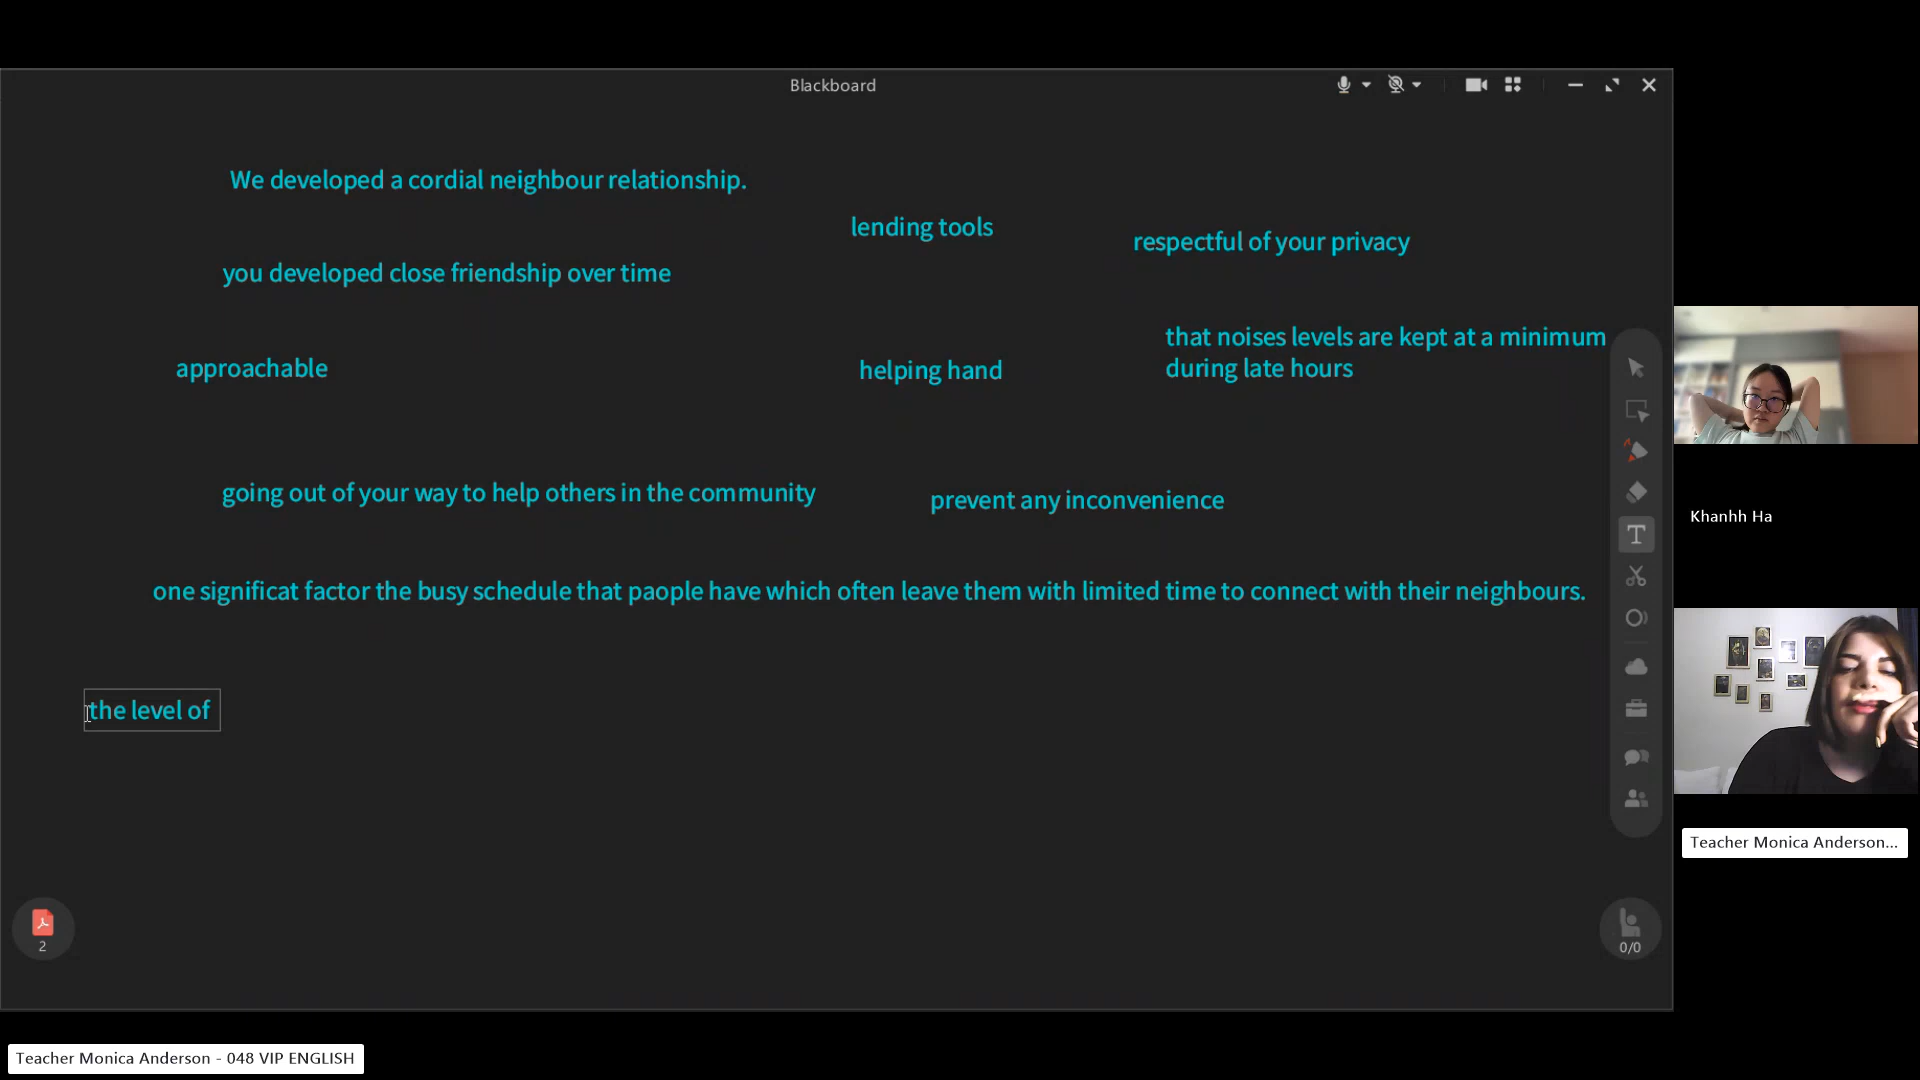 Blackboard
We developed a cordial neighbour relationship.
lending tools
respectful of your privacy
you developed close friendship over time
that noises levels are kept at a minimum
during late hours
approachable
helping hand
going out of your way to help others in the community
prevent any inconvenience
Khanhh Ha
one significat factor the busy schedule that paople have which often leave them with limited time to connect with their neighbours.
the level of
T
Teacher Monica Anderson...
2
0/0
Teacher Monica Anderson - 048 VIP ENGLISH